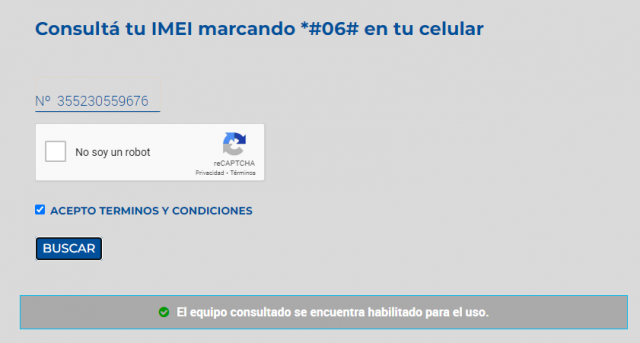 Consultá tu IMEI marcando *#06# en tu celular
Nº 355230559676
No soy un robot
reCAPTCHA
Privacidad - Términos
ACEPTO TERMINOS Y CONDICIONES
BUSCAR
El equipo consultado se encuentra habilitado para el uso.